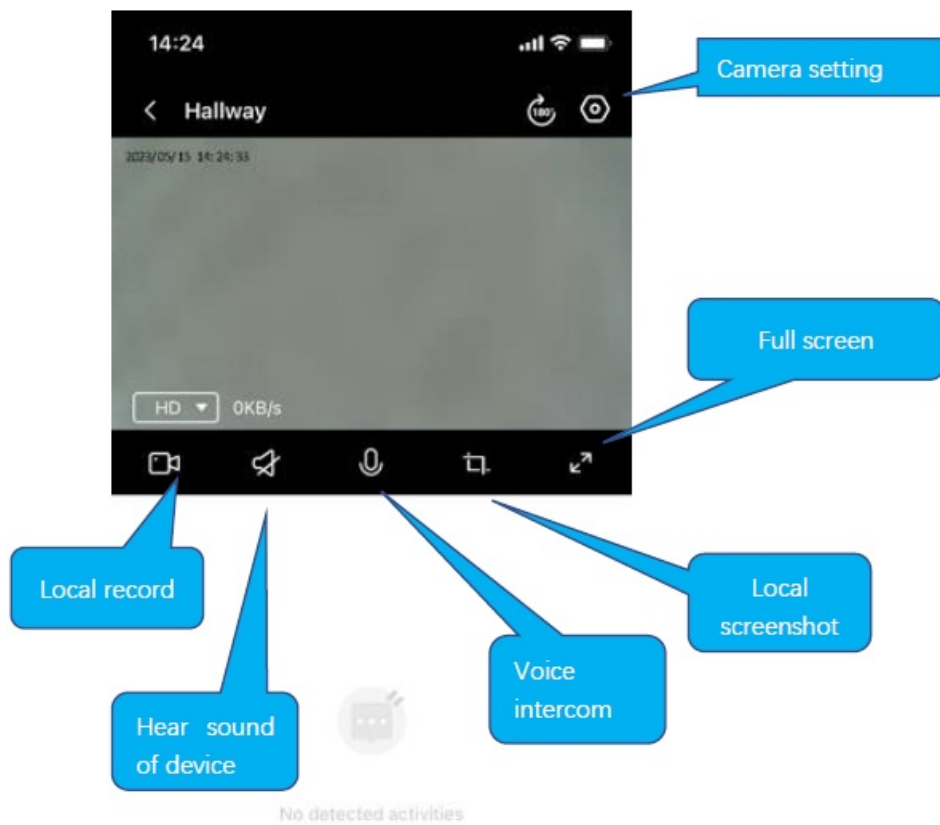 14:24
Camera setting
Hallway
180°
2023/05/15 14:24:33
Full screen
HD
0KB/s
Local record
Local
screenshot
Voice
intercom
Hear sound
of device
No detected activities